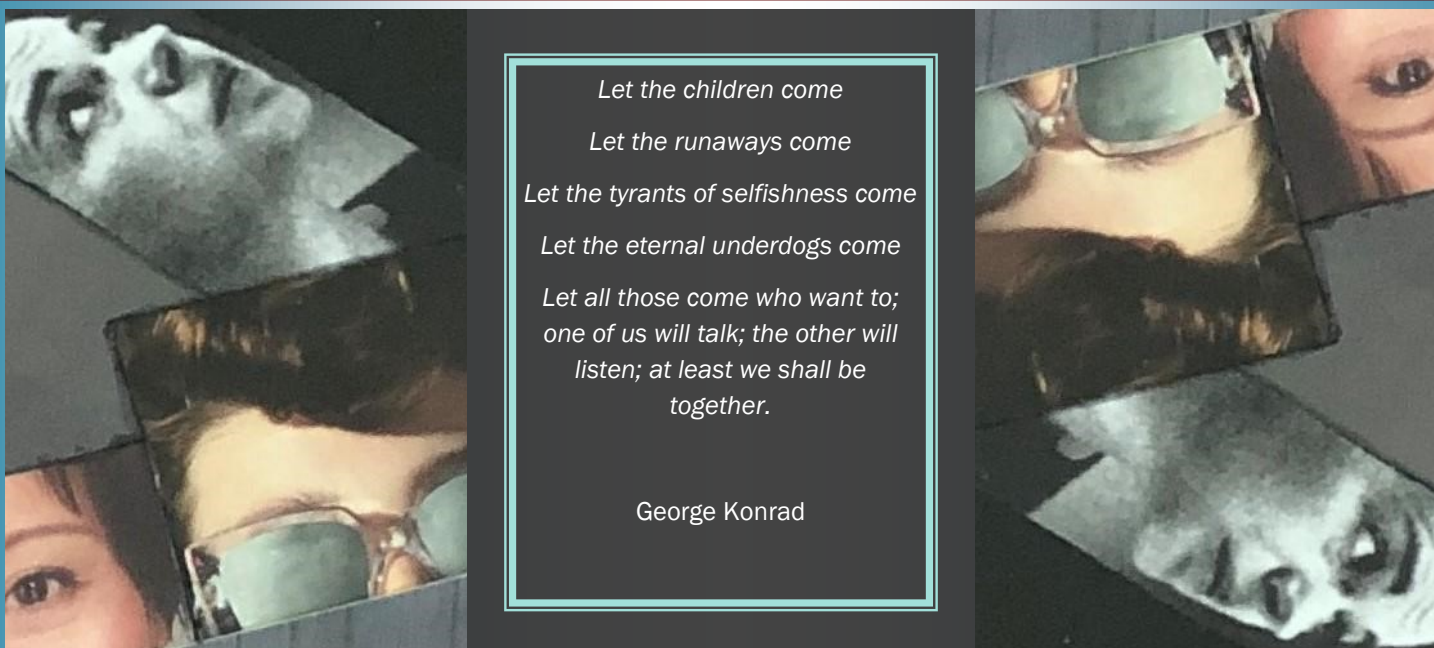 Let the children come
Let the runaways come
Let the tyrants of selfishness come
Let the eternal underdogs come
Let all those come who want to;
one of us will talk; the other will
listen; at least we shall be
together.
George Konrad